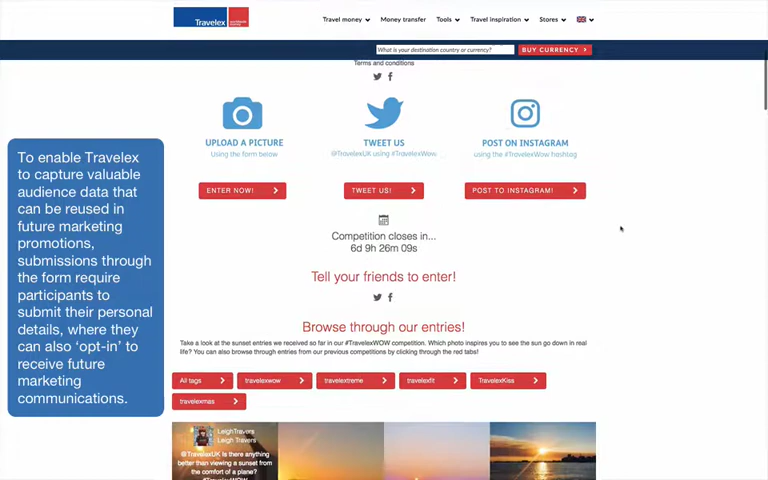 Travelex
Travel money
Money transfer
Tools
Travel inspiration
Stores
What is your destination country or currency?
BUY CURRENCY
Terms and conditions
UPLOAD A PICTURE
Using the form below
ENTER NOW!
TWEET US
@TravelexUK using #TravelexWow
TWEET US!
POST ON INSTAGRAM
using the #TravelexWow hashtag
POST TO INSTAGRAM!
To enable Travelex
to capture valuable
audience data that
can be reused in
future marketing
promotions,
submissions through
the form require
participants to
submit their personal
details, where they
can also ‘opt-in’ to
receive future
marketing
communications.
Competition closes in...
6d 9h 26m 09s
Tell your friends to enter!
Browse through our entries!
Take a look at the sunset entries we received so far in our #TravelexWOW competition. Which photo inspires you to see the sun go down in real
life? You can also browse through entries from our previous competitions by clicking through the red tabs!
All tags
travelexwow
travelextreme
travelexfit
TravelexKiss
travelexmas
LeighTravers
Leigh Travers
@TravelexUK Is there anything
better than viewing a sunset
from the comfort of a plane?
#TravelexWOW